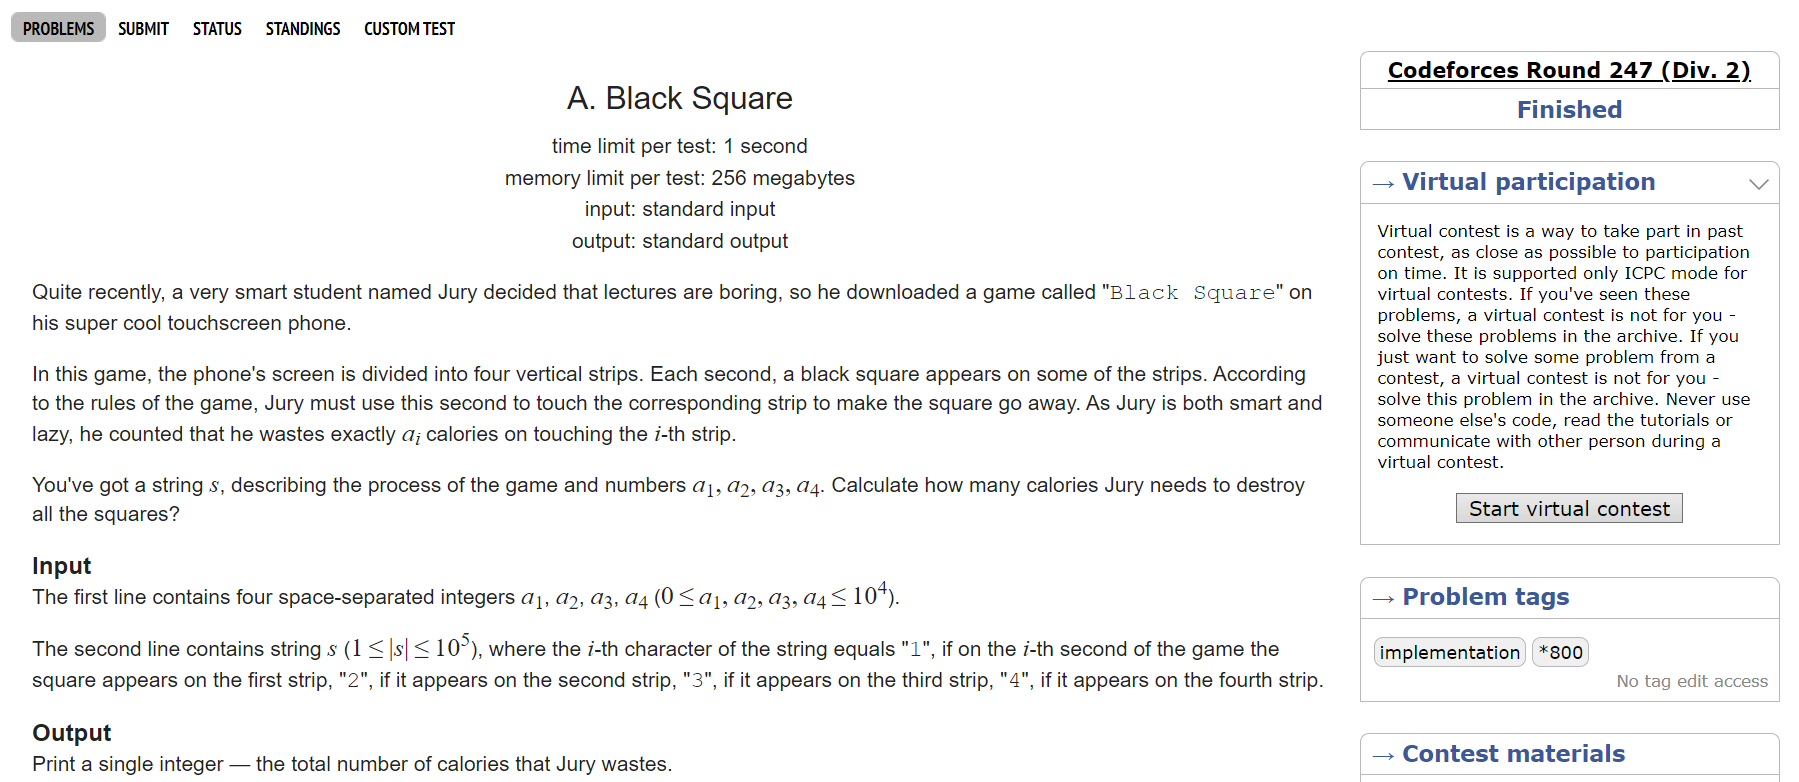 PROBLEMS SUBMIT STATUS STANDINGS CUSTOM TEST
A. Black Square
time limit per test: 1 second
memory limit per test: 256 megabytes
input: standard input
output: standard output
Quite recently, a very smart student named Jury decided that lectures are boring, so he downloaded a game called "Black Square" on
his super cool touchscreen phone.
In this game, the phone's screen is divided into four vertical strips. Each second, a black square appears on some of the strips. According
to the rules of the game, Jury must use this second to touch the corresponding strip to make the square go away. As Jury is both smart and
lazy, he counted that he wastes exactly a_i calories on touching the i-th strip.
You've got a string s, describing the process of the game and numbers a_1, a_2, a_3, a_4. Calculate how many calories Jury needs to destroy
all the squares?
Input
The first line contains four space-separated integers a_1, a_2, a_3, a_4 (0 ≤ a_1, a_2, a_3, a_4 ≤ 10^4).
The second line contains string s (1 ≤ |s| ≤ 10^5), where the i-th character of the string equals "1", if on the i-th second of the game the
square appears on the first strip, "2", if it appears on the second strip, "3", if it appears on the third strip, "4", if it appears on the fourth strip.
Output
Print a single integer — the total number of calories that Jury wastes.
Codeforces Round 247 (Div. 2)
Finished
→ Virtual participation
Virtual contest is a way to take part in past
contest, as close as possible to participation
on time. It is supported only ICPC mode for
virtual contests. If you've seen these
problems, a virtual contest is not for you -
solve these problems in the archive. If you
just want to solve some problem from a
contest, a virtual contest is not for you -
solve this problem in the archive. Never use
someone else's code, read the tutorials or
communicate with other person during a
virtual contest.
Start virtual contest
→ Problem tags
implementation *800
No tag edit access
→ Contest materials